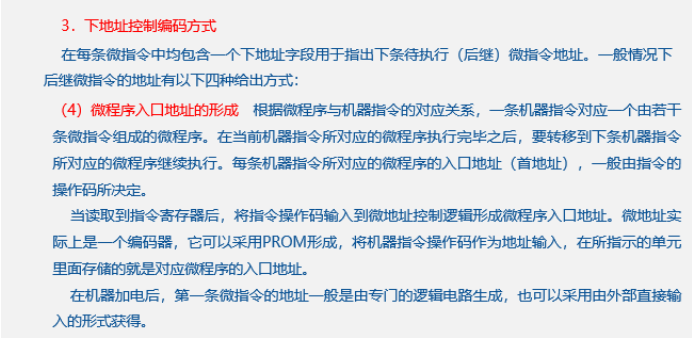 3．下地址控制编码方式
在每条微指令中均包含一个下地址字段用于指出下条待执行（后继）微指令地址。一般情况下
后继微指令的地址有以下四种给出方式：
（4）微程序入口地址的形成 根据微程序与机器指令的对应关系，一条机器指令对应一个由若干
条微指令组成的微程序。在当前机器指令所对应的微程序执行完毕之后，要转移到下条机器指令
所对应的微程序继续执行。每条机器指令所对应的微程序的入口地址（首地址），一般由指令的
操作码所决定。
当读取到指令寄存器后，将指令操作码输入到微地址控制逻辑形成微程序入口地址。微地址实
际上是一个编码器，它可以采用PROM形成，将机器指令操作码作为地址输入，在所指示的单元
里面存储的就是对应微程序的入口地址。
在机器加电后，第一条微指令的地址一般是由专门的逻辑电路生成，也可以采用由外部直接输
入的形式获得。